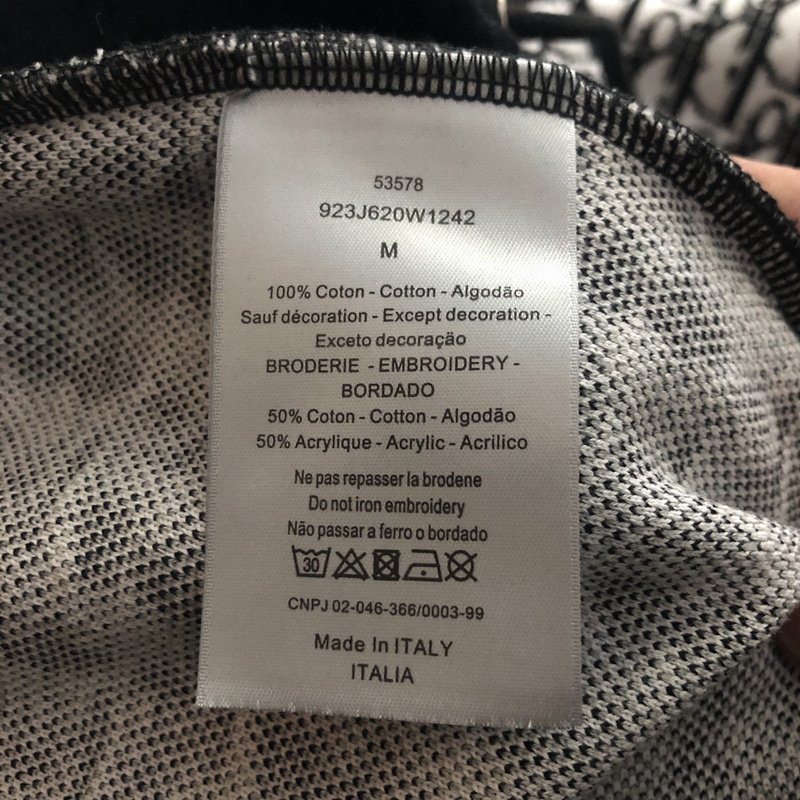 53578
923J620W1242
M
100% Coton - Cotton - Algodão
Sauf décoration - Except decoration -
Exceto decoração
BRODERIE - EMBROIDERY -
BORDADO
50% Coton - Cotton - Algodão
50% Acrylique - Acrylic - Acrilico
Ne pas repasser la brodene
Do not iron embroidery
Não passar a ferro o bordado
30
CNPJ 02-046-366/0003-99
Made In ITALY
ITALIA